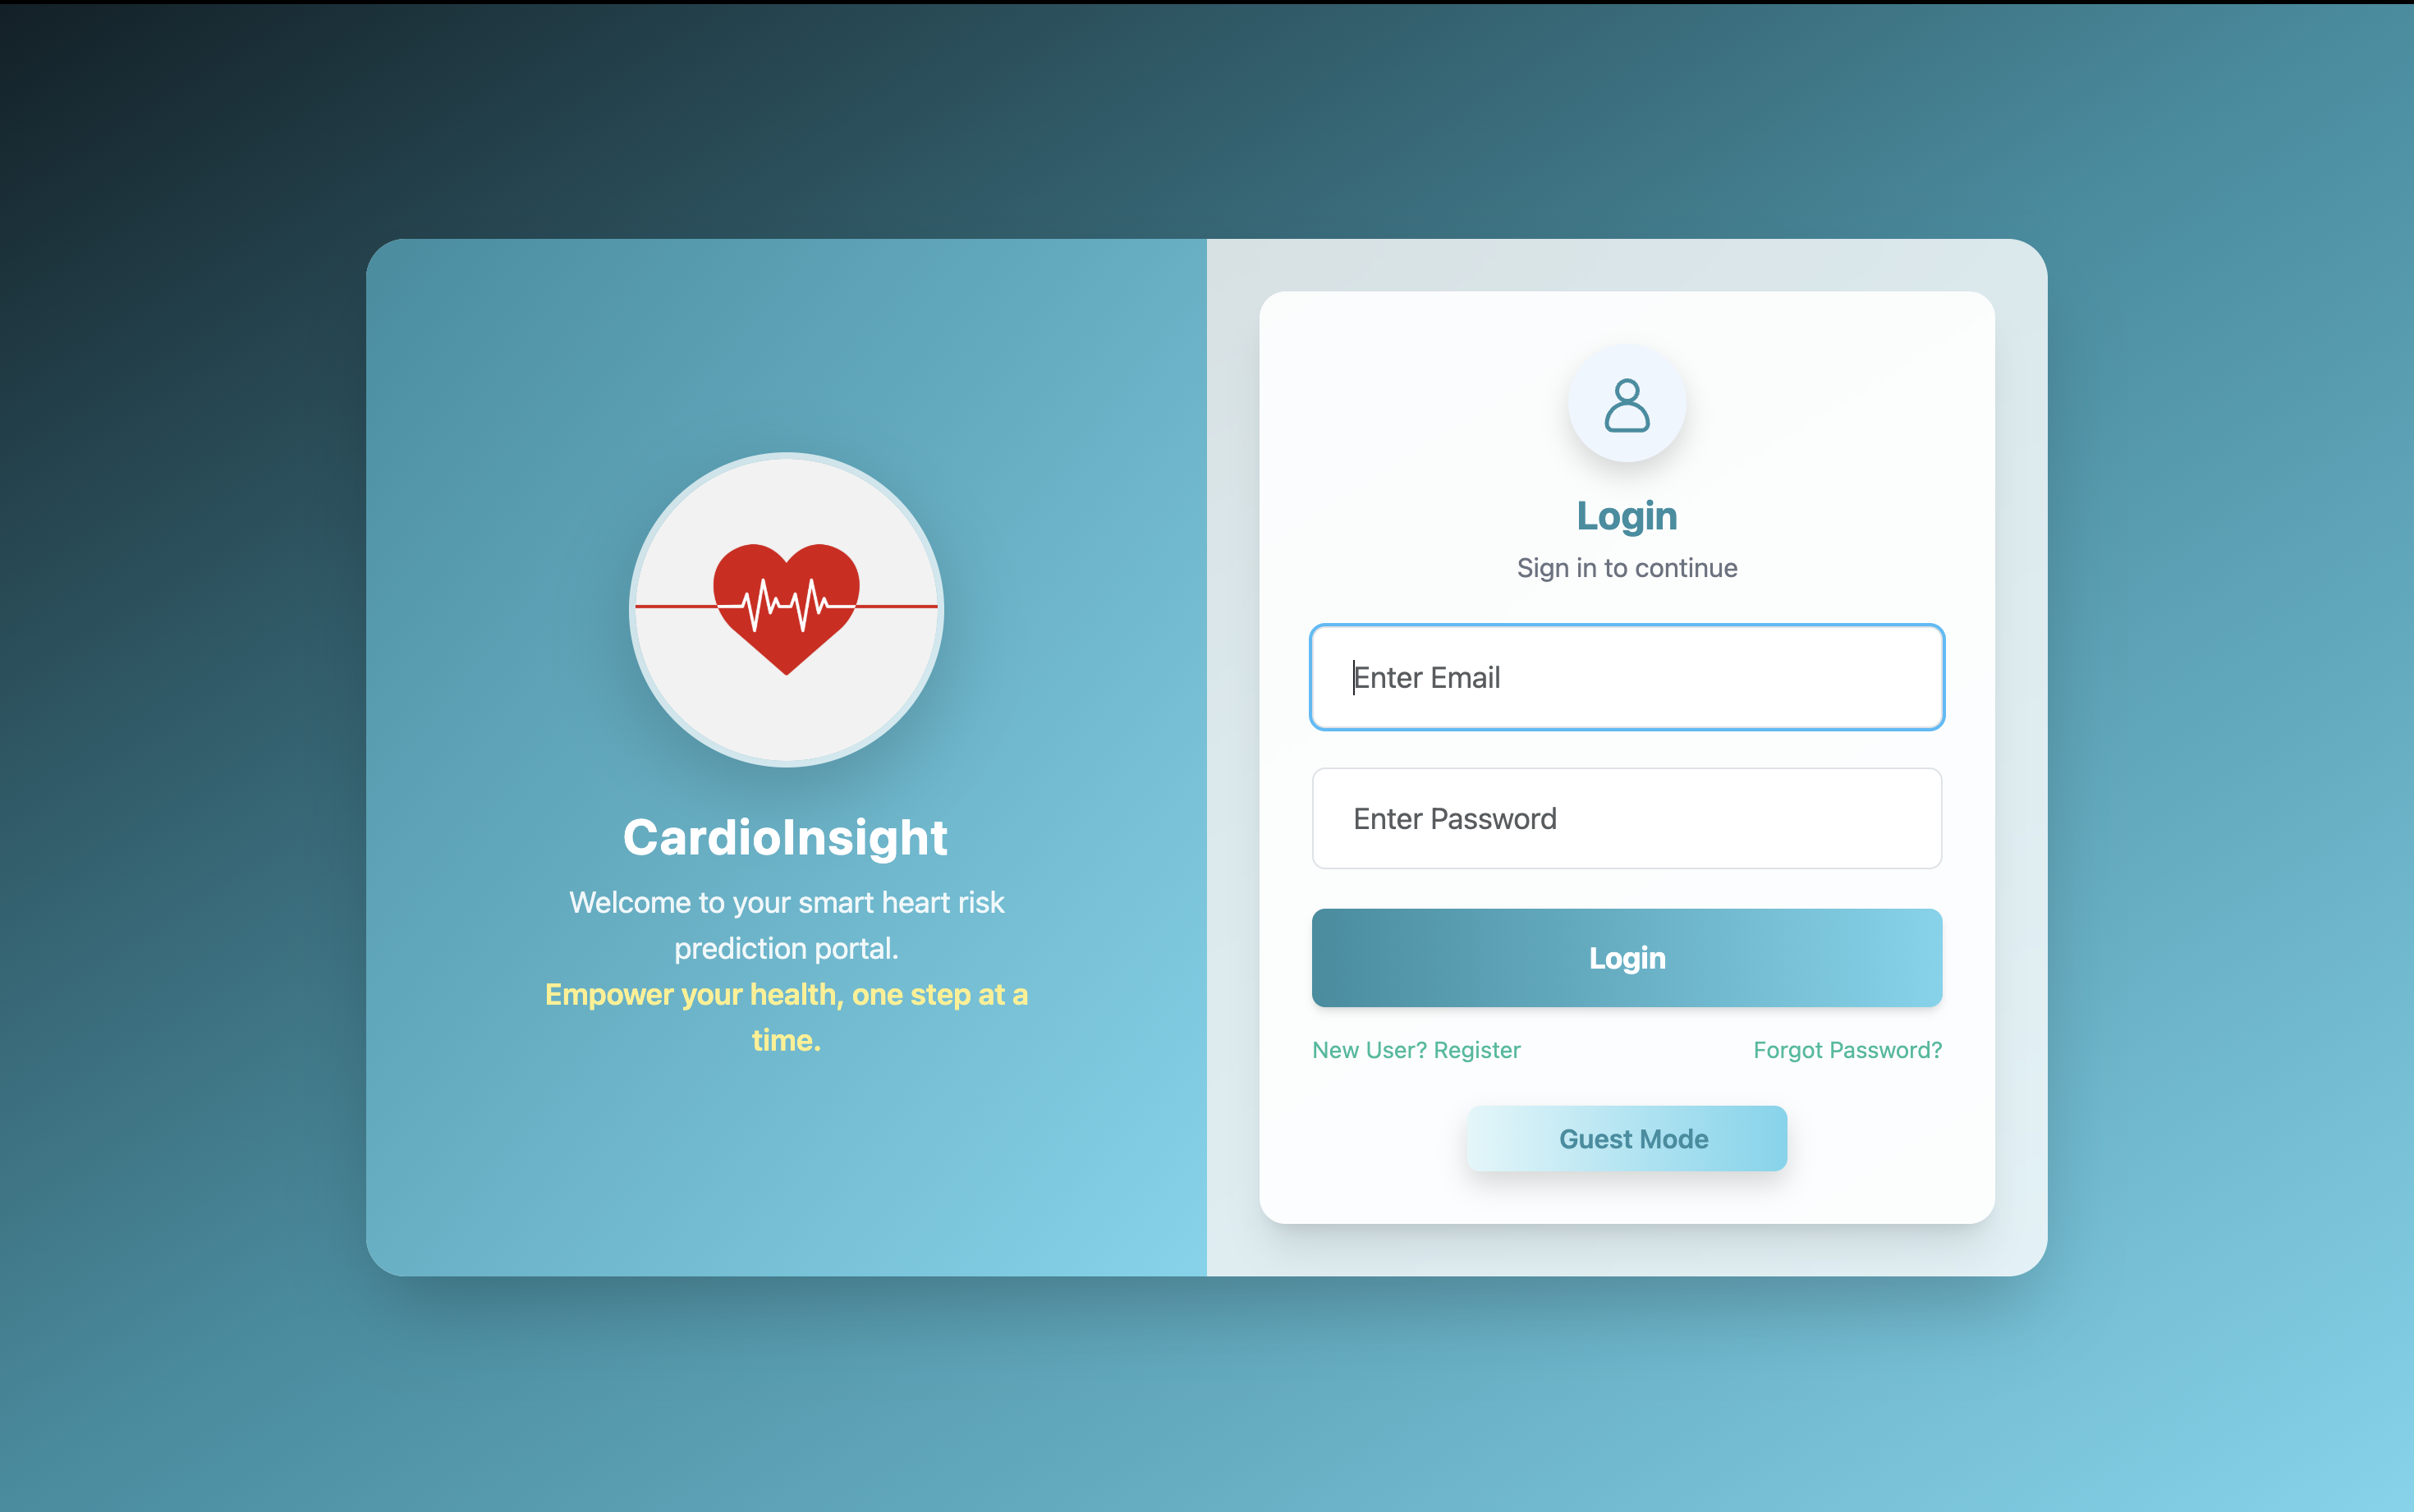 CardioInsight
Welcome to your smart heart risk
prediction portal.
Empower your health, one step at a
time.
Login
Sign in to continue
Enter Email
Enter Password
Login
New User? Register
Forgot Password?
Guest Mode